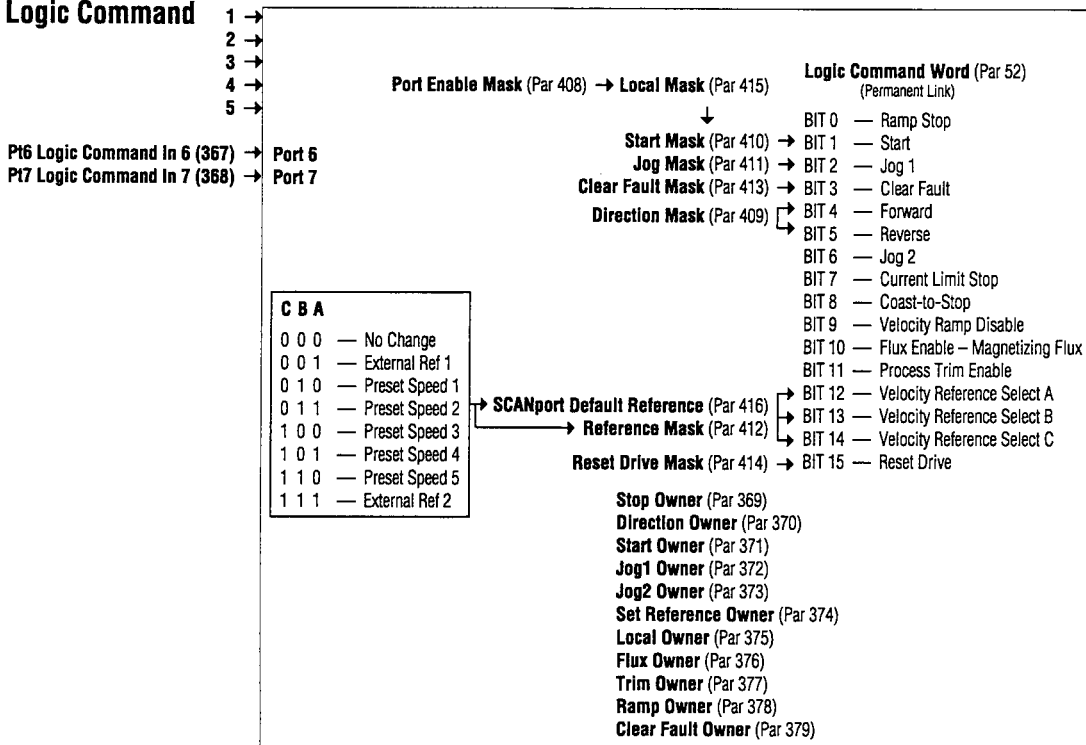 Logic Command
1
2
3
4
5
Pt6 Logic Command In 6 (367) → Port 6
Pt7 Logic Command In 7 (368) → Port 7
Port Enable Mask (Par 408) → Local Mask (Par 415)
Start Mask (Par 410)
Jog Mask (Par 411)
Clear Fault Mask (Par 413)
Direction Mask (Par 409)
Logic Command Word (Par 52)
(Permanent Link)
BIT 0 — Ramp Stop
BIT 1 — Start
BIT 2 — Jog 1
BIT 3 — Clear Fault
BIT 4 — Forward
BIT 5 — Reverse
BIT 6 — Jog 2
BIT 7 — Current Limit Stop
BIT 8 — Coast-to-Stop
BIT 9 — Velocity Ramp Disable
BIT 10 — Flux Enable – Magnetizing Flux
BIT 11 — Process Trim Enable
BIT 12 — Velocity Reference Select A
BIT 13 — Velocity Reference Select B
BIT 14 — Velocity Reference Select C
BIT 15 — Reset Drive
C B A
0 0 0 — No Change
0 0 1 — External Ref 1
0 1 0 — Preset Speed 1
0 1 1 — Preset Speed 2
1 0 0 — Preset Speed 3
1 0 1 — Preset Speed 4
1 1 0 — Preset Speed 5
1 1 1 — External Ref 2
SCANport Default Reference (Par 416)
Reference Mask (Par 412)
Reset Drive Mask (Par 414)
Stop Owner (Par 369)
Direction Owner (Par 370)
Start Owner (Par 371)
Jog1 Owner (Par 372)
Jog2 Owner (Par 373)
Set Reference Owner (Par 374)
Local Owner (Par 375)
Flux Owner (Par 376)
Trim Owner (Par 377)
Ramp Owner (Par 378)
Clear Fault Owner (Par 379)